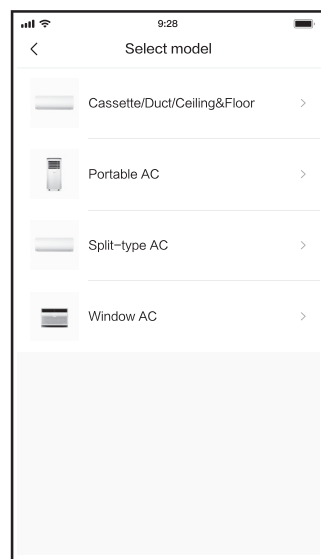 9:28
Select model
Cassette/Duct/Ceiling&Floor
Portable AC
Split-type AC
Window AC